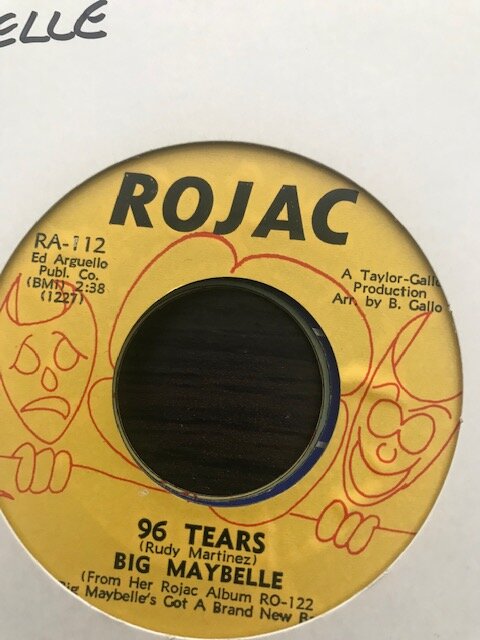 ELLE
ROJAC
RA-112
Ed Arguello
Publ. Co.
(BMI) 2:38
(1227)
A Taylor-Gallo
Production
Arr. by B. Gallo
96 TEARS
(Rudy Martinez)
BIG MAYBELLE
(From Her Rojac Album RO-122
Big Maybelle's Got A Brand New B